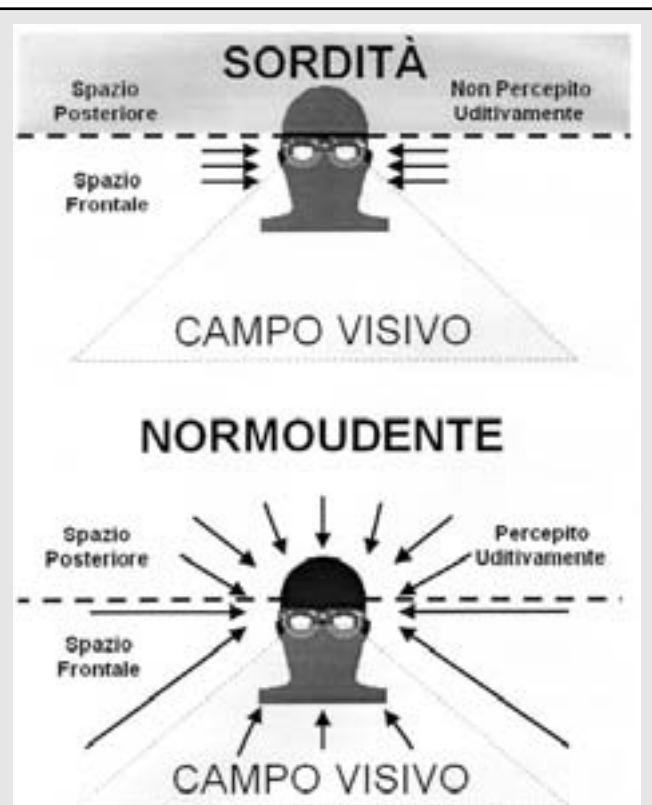 SORDITÀ
Spazio
Posteriore
Non Percepito
Uditivamente
Spazio
Frontale
CAMPO VISIVO
NORMOUDENTE
Spazio
Posteriore
Percepito
Uditivamente
Spazio
Frontale
CAMPO VISIVO